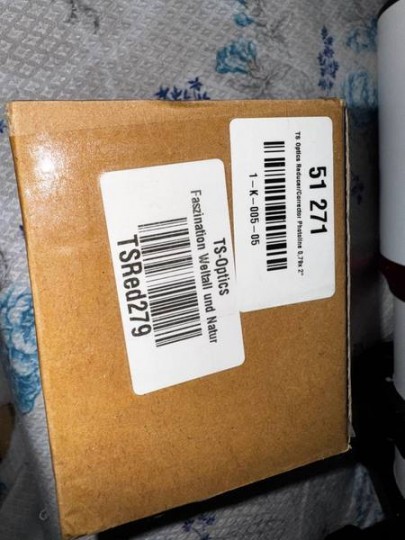 51 271
TS Optics Reducer/Corrector Photoline 0,79x 2"
1-K-005-05
TS-Optics
Faszination Weltall und Natur
TSRed279